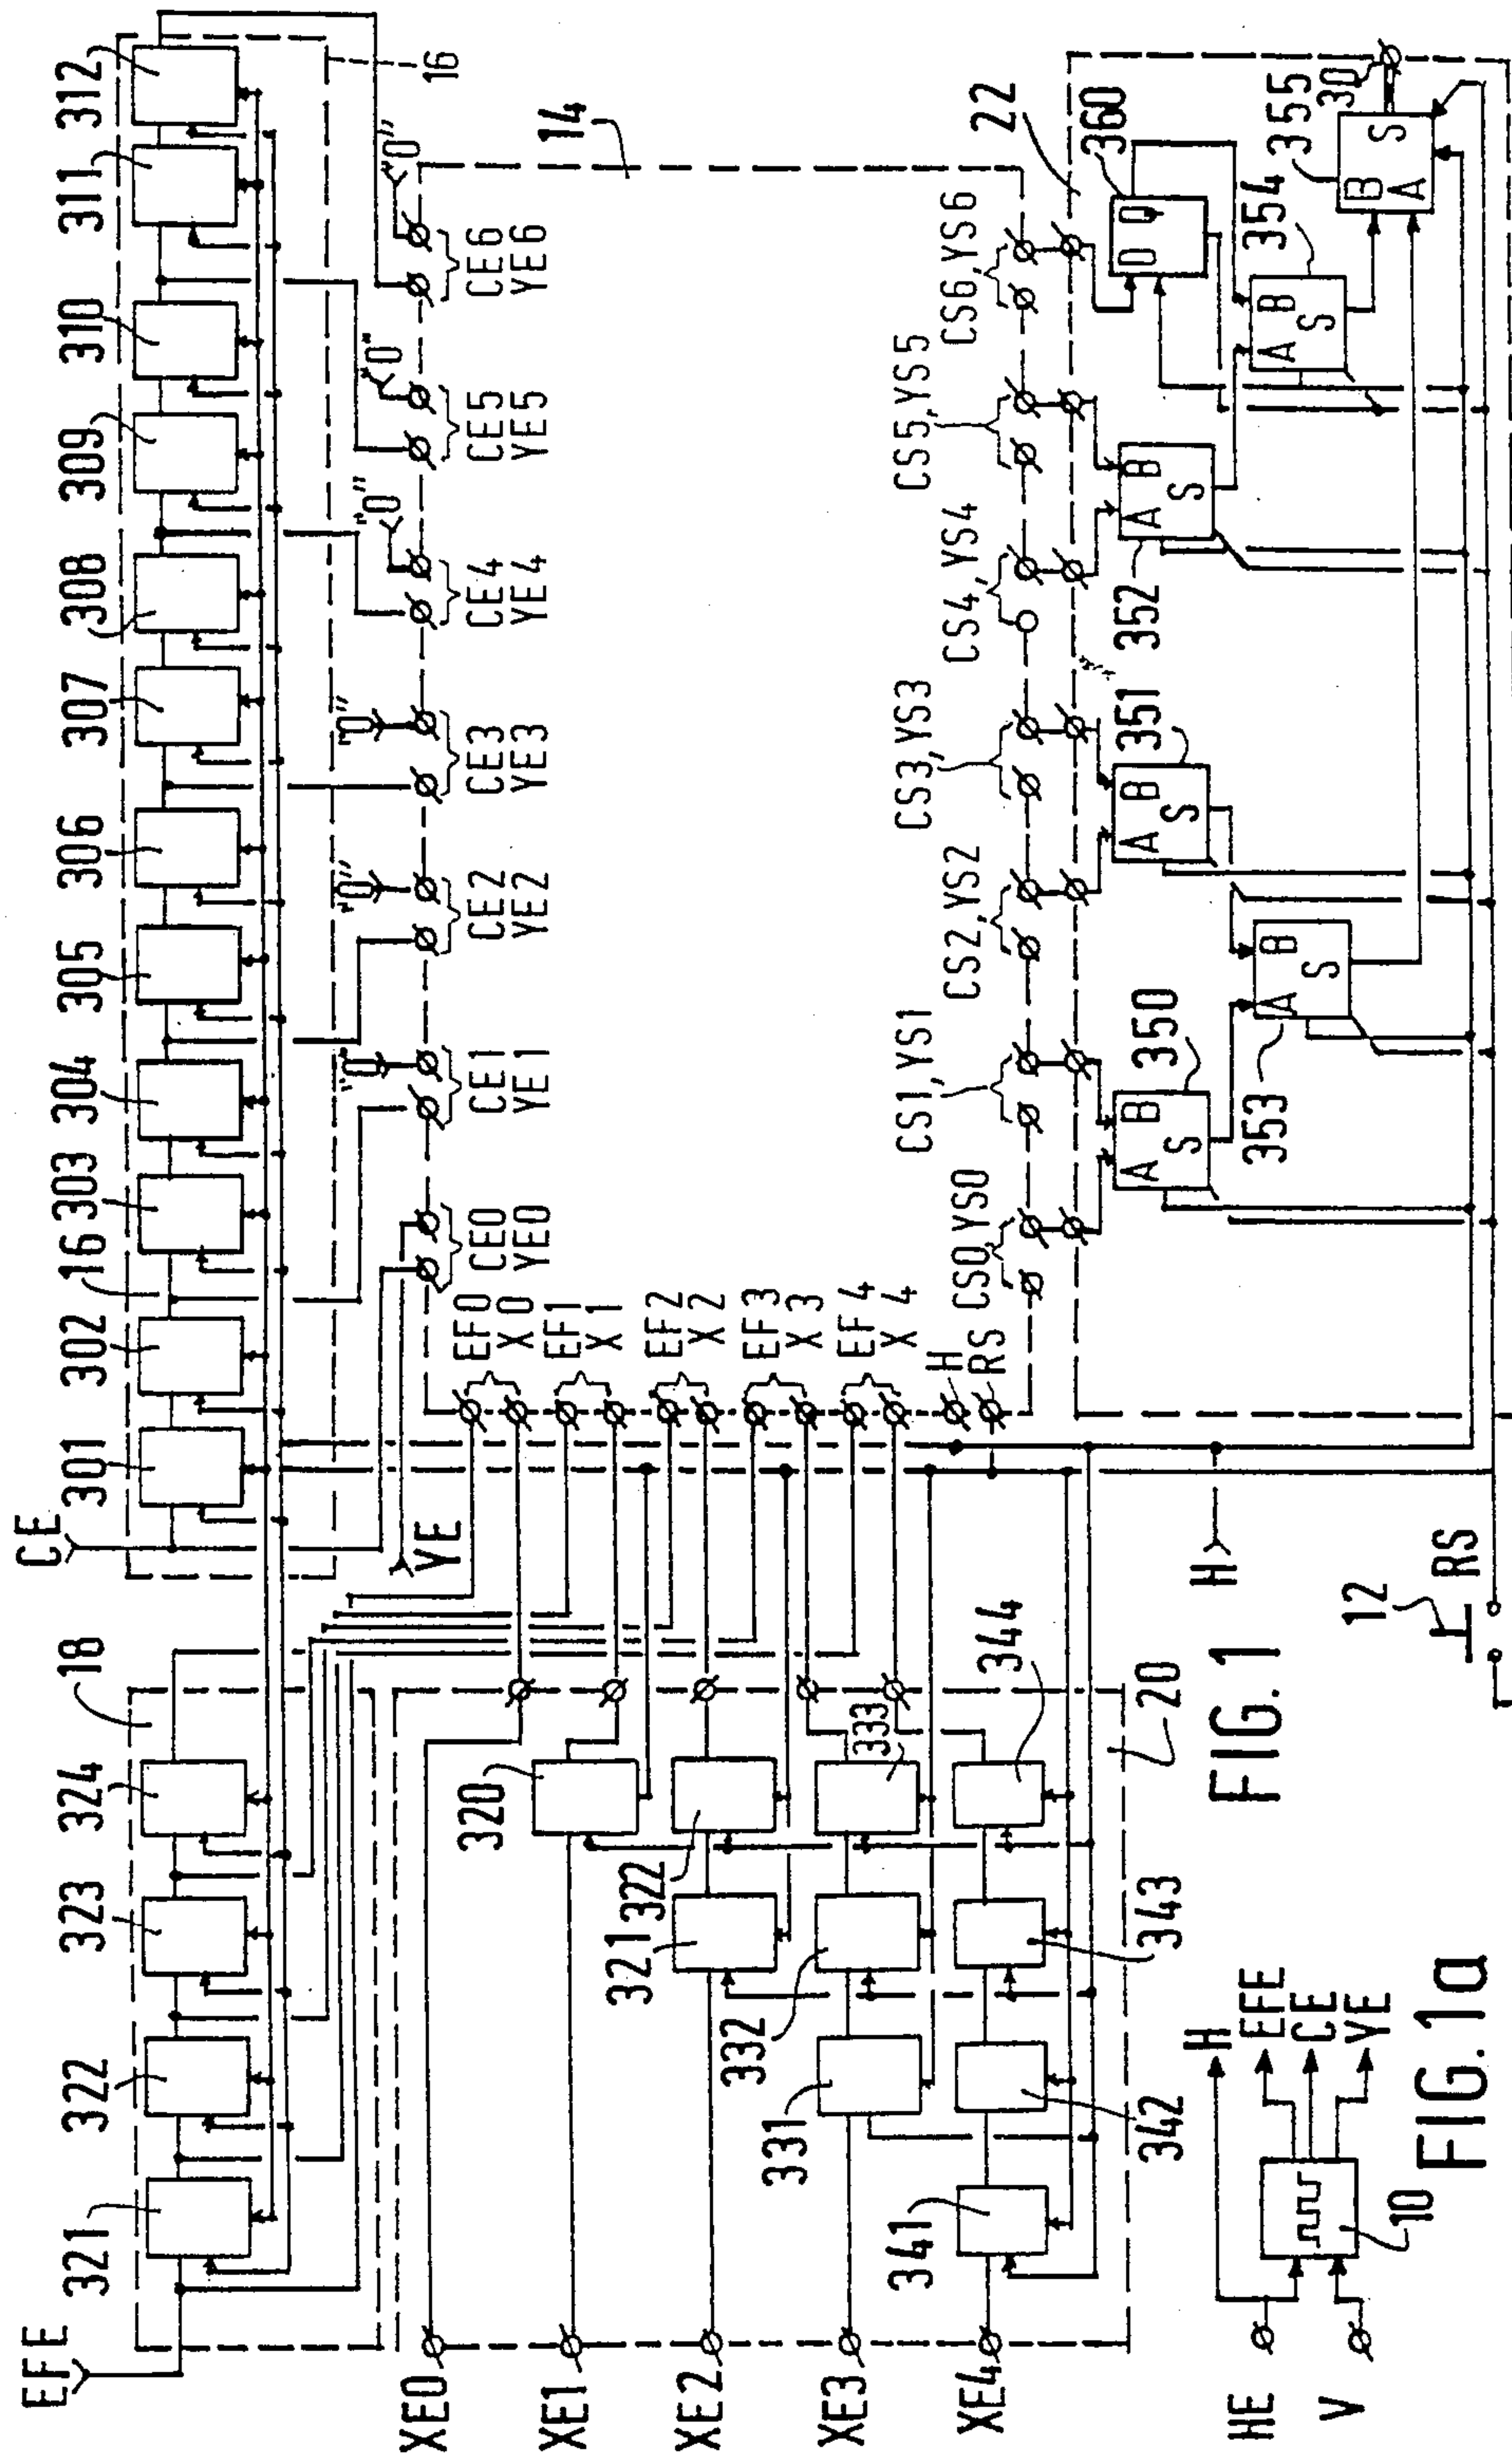 CE
301
302
16
303
304
305
306
307
308
309
310
311
312
16
EFE
321
322
323
324
18
YE
CE0
YE0
CE1
YE1
CE2
YE2
CE3
YE3
CE4
YE4
CE5
YE5
CE6
YE6
"0"
"0"
"0"
"0"
"0"
"0"
14
EF0
X0
EF1
X1
EF2
X2
EF3
X3
EF4
X4
H
RS
XE0
XE1
XE2
XE3
XE4
320
321
322
331
332
333
341
342
343
344
20
CS0,YS0
CS1,YS1
CS2,YS2
CS3,YS3
CS4,YS4
CS5,YS5
CS6,YS6
22
A B
S
350
A B
S
351
A B
S
352
A B
S
353
A B
S
354
B
A S
355
D Q
360
30
H
12
RS
FIG.1
HE
V
10
H
EFE
CE
YE
FIG.1a